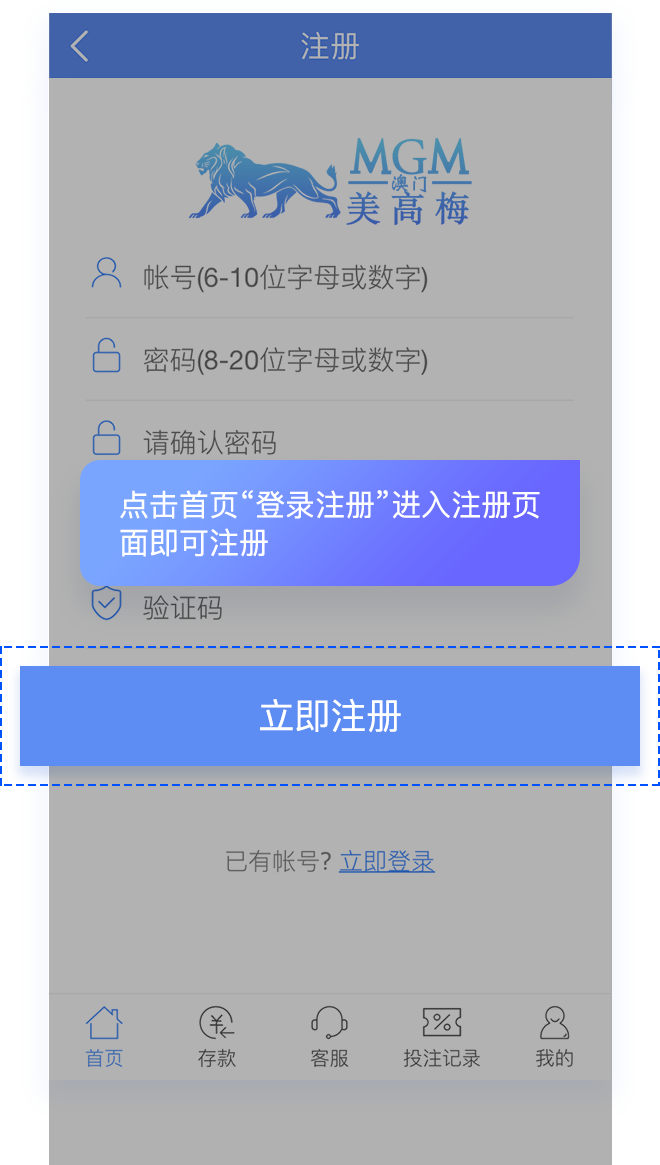 注册
MGM
澳门
美高梅
帐号(6-10位字母或数字)
密码(8-20位字母或数字)
请确认密码
点击首页“登录注册”进入注册页
面即可注册
验证码
立即注册
已有帐号? 立即登录
首页 存款 客服 投注记录 我的